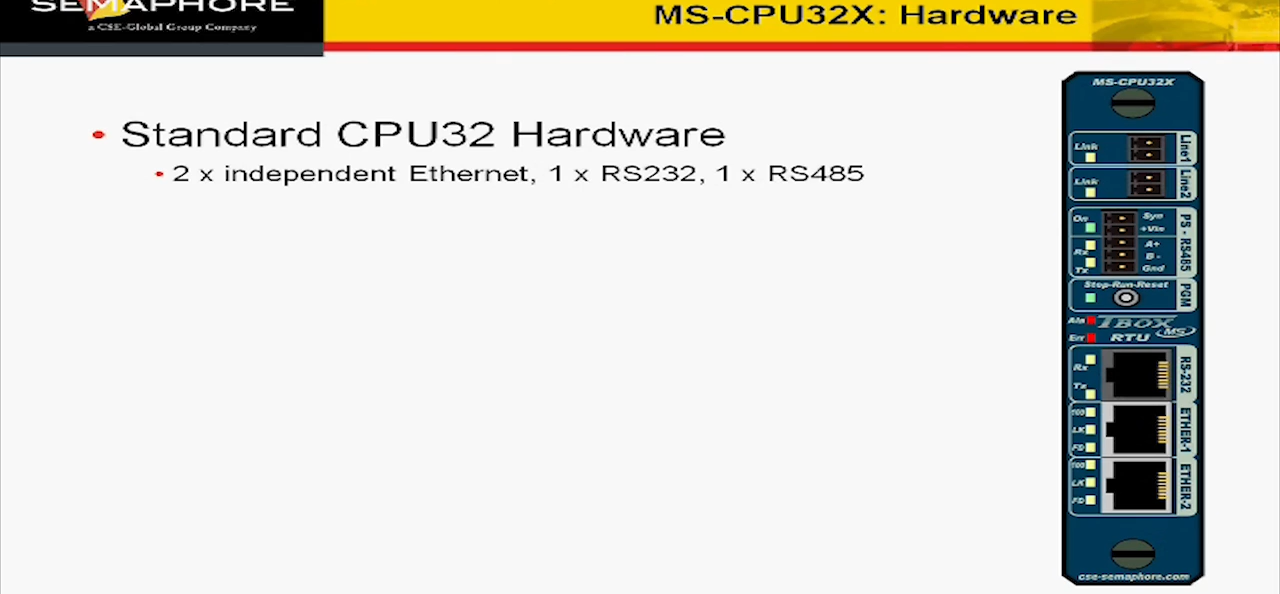 SEMAPHORE
a CSE-Global Group Company
MS-CPU32X: Hardware
• Standard CPU32 Hardware
• 2 x independent Ethernet, 1 x RS232, 1 x RS485
MS-CPU32X
Link
Line1
Link
Line2
On
Syn
+Vin
Rx
A+
B -
Tx
Gnd
PS - RS485
Stop-Run-Reset
PGM
Alm
TBOX
MS
Err
RTU
Rx
Tx
RS-232
100
LK
FD
ETHER-1
100
LK
FD
ETHER-2
cse-semaphore.com